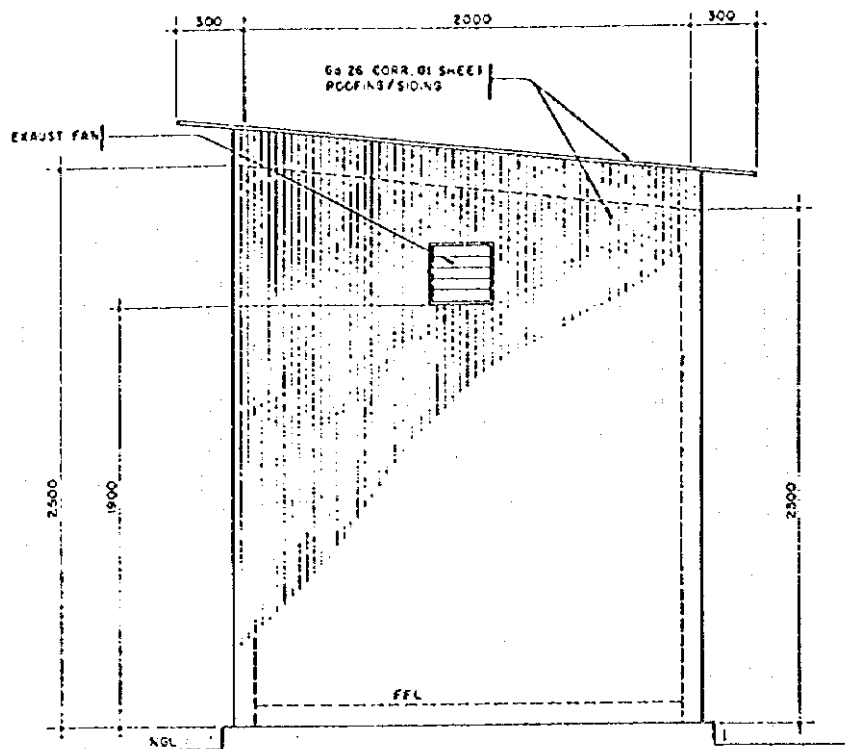 300 2000 300
Ga 26 CORR. GI SHEET
ROOFING/SIDING
EXAUST FAN
2500
1900
2300
FFL
NGL